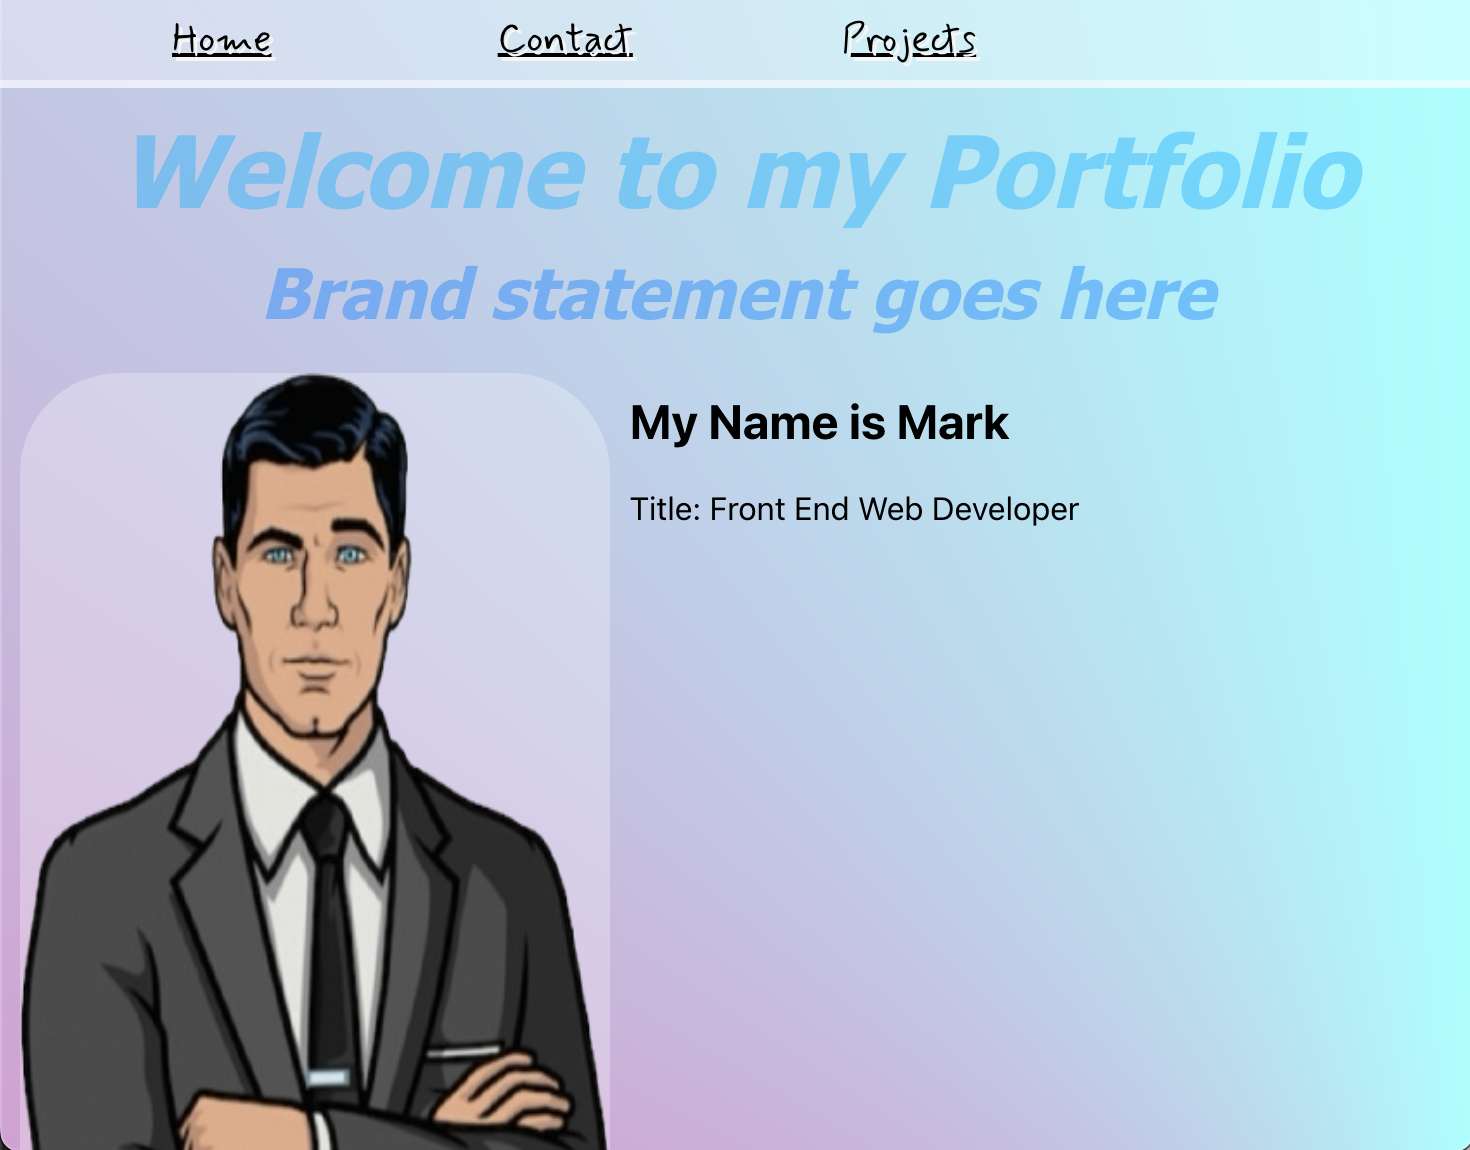 Home Contact Projects
Welcome to my Portfolio
Brand statement goes here
My Name is Mark
Title: Front End Web Developer